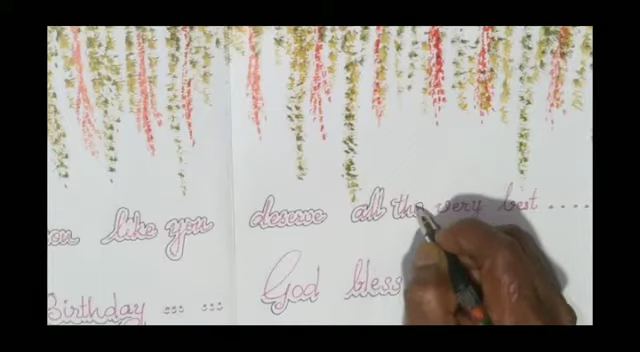 like you deserve all the very best ....
Birthday ... ... God bless